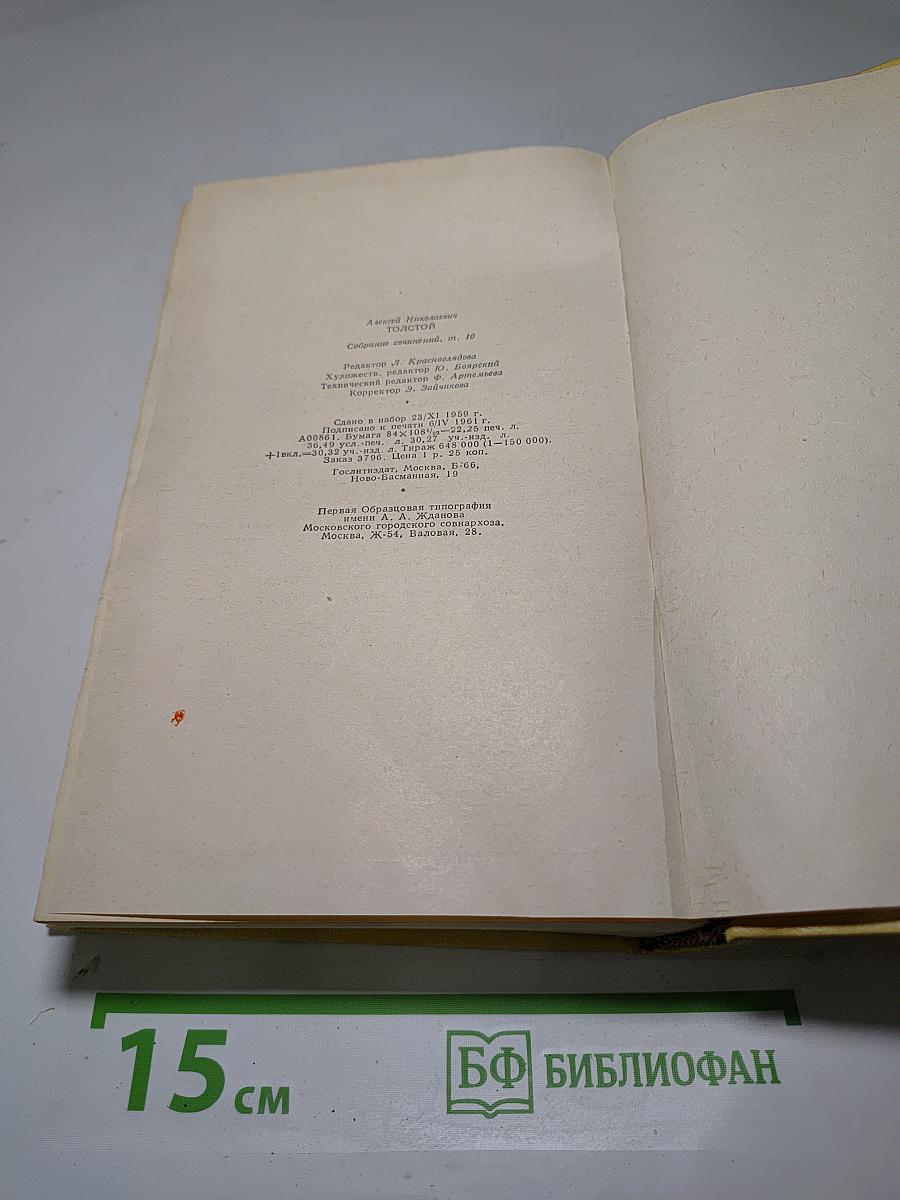 Алексей Николаевич
ТОЛСТОЙ
Собрание сочинений, т. 10
Редактор Л. Красноглядова
Художеств. редактор Ю. Боярский
Технический редактор Ф. Артемьева
Корректор Э. Зайчикова
*
Сдано в набор 23/XI 1959 г.
Подписано к печати 6/IV 1961 г.
А00861. Бумага 84×108¹/₃₂—22,25 печ. л.
36,49 усл.-печ. л. 30,27 уч.-изд. л.
+1вкл.=30,32 уч.-изд. л. Тираж 648 000 (1—150 000).
Заказ 3796. Цена 1 р. 25 коп.
Гослитиздат, Москва, Б-66,
Ново-Басманная, 19
*
Первая Образцовая типография
имени А. А. Жданова
Московского городского совнархоза.
Москва, Ж-54, Валовая, 28.
15 см
БФ БИБЛИОФАН